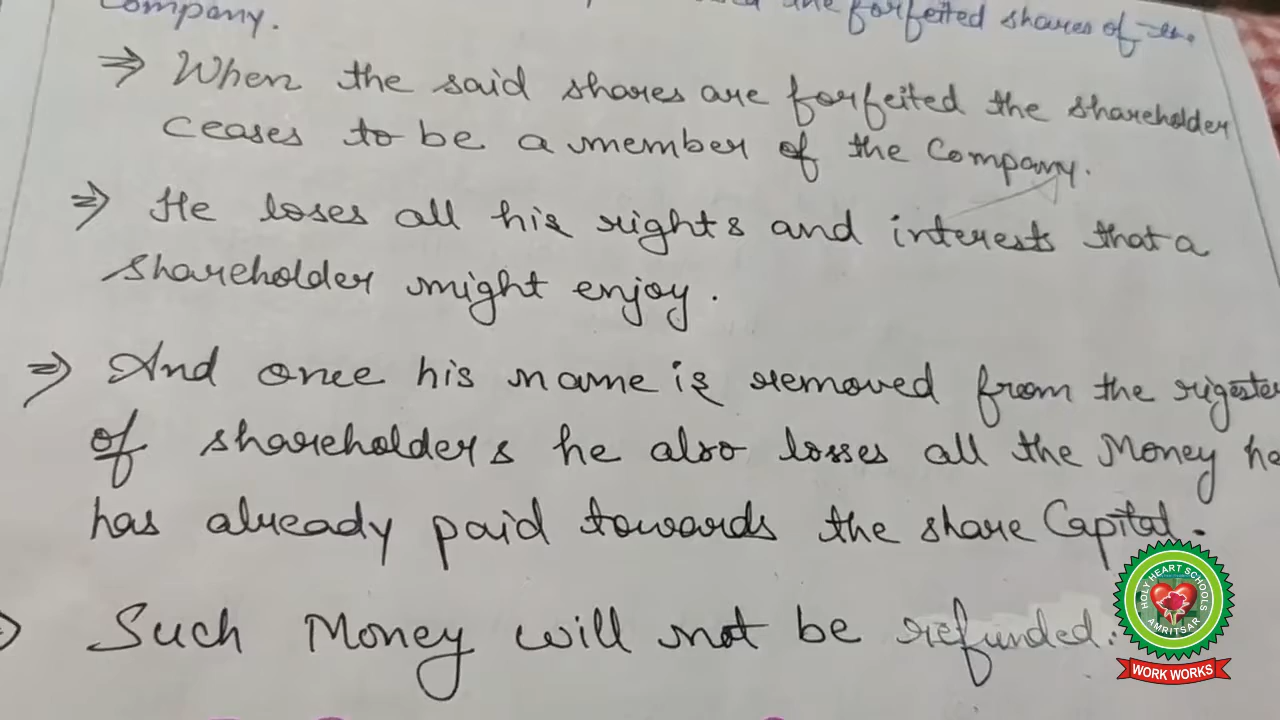 Company. the forfeited shares of the
⇒ When the said shares are forfeited the shareholder
ceases to be a member of the Company.
⇒ He loses all his rights and interests that a
shareholder might enjoy.
⇒ And once his name is removed from the rigester
of shareholders he also losses all the Money he
has already paid towards the share Capital.
Such Money will not be refunded.
HOLY HEART SCHOOLS
AMRITSAR
WORK WORKS